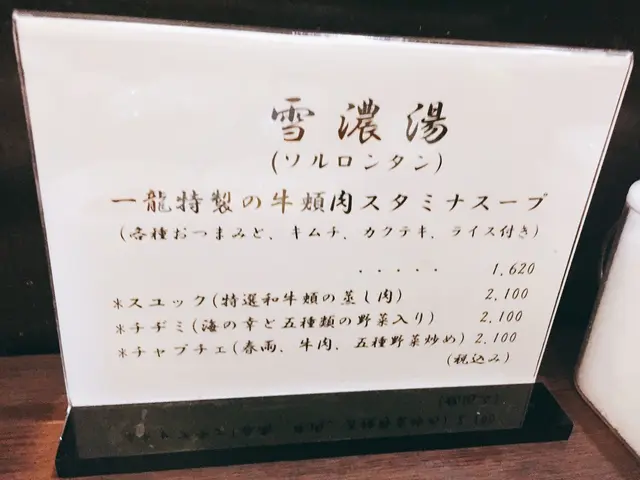 雪濃湯
(ソルロンタン)
一龍特製の牛頬肉スタミナスープ
(各種おつまみと、キムチ、カクテキ、ライス付き)
・・・・・ 1,620
*スユック(特選和牛頬の蒸し肉) 2,100
*チヂミ(海の幸と五種類の野菜入り) 2,100
*チャプチェ(春雨、牛肉、五種野菜炒め) 2,100
(税込み)